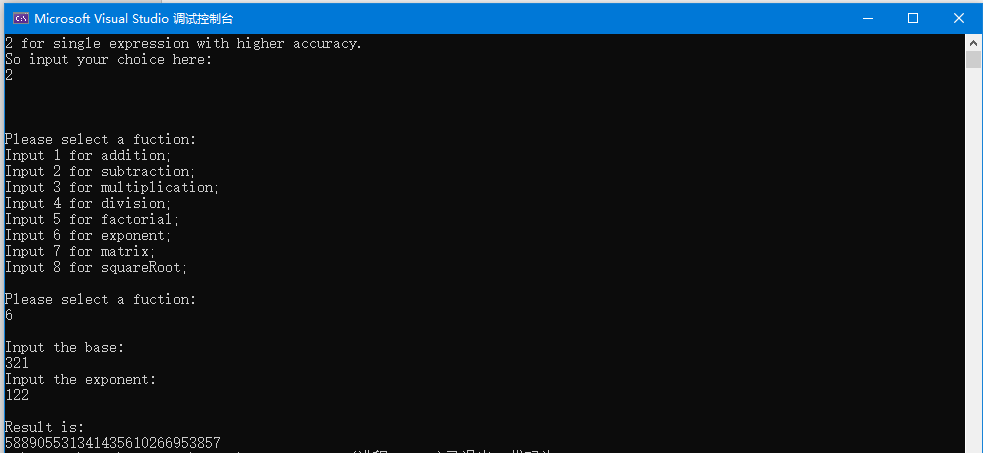 Microsoft Visual Studio 调试控制台
2 for single expression with higher accuracy.
So input your choice here:
2
Please select a fuction:
Input 1 for addition;
Input 2 for subtraction;
Input 3 for multiplication;
Input 4 for division;
Input 5 for factorial;
Input 6 for exponent;
Input 7 for matrix;
Input 8 for squareRoot;
Please select a fuction:
6
Input the base:
321
Input the exponent:
122
Result is:
588905531341435610266953857